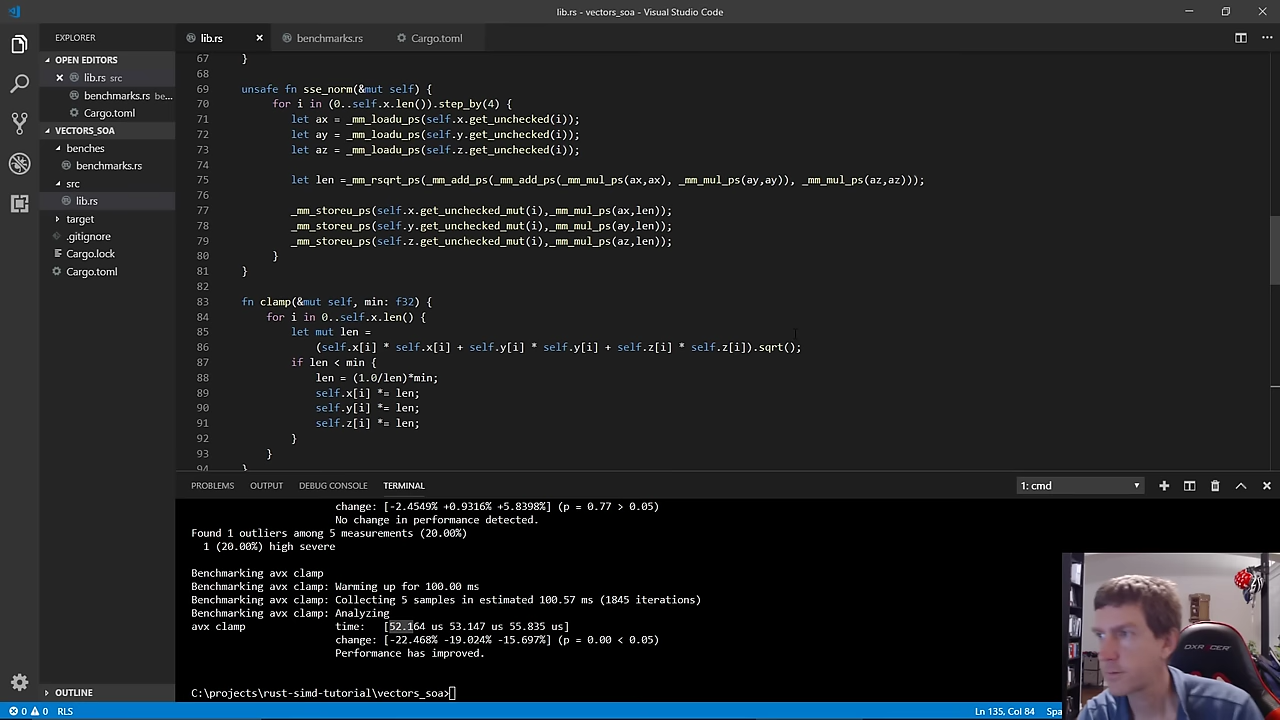 lib.rs - vectors_soa - Visual Studio Code
EXPLORER
OPEN EDITORS
lib.rs src
benchmarks.rs be...
Cargo.toml
VECTORS_SOA
benches
benchmarks.rs
src
lib.rs
target
.gitignore
Cargo.lock
Cargo.toml
OUTLINE
lib.rs
benchmarks.rs
Cargo.toml
67 }
68
69 unsafe fn sse_norm(&mut self) {
70 for i in (0..self.x.len()).step_by(4) {
71 let ax = _mm_loadu_ps(self.x.get_unchecked(i));
72 let ay = _mm_loadu_ps(self.y.get_unchecked(i));
73 let az = _mm_loadu_ps(self.z.get_unchecked(i));
74
75 let len =_mm_rsqrt_ps(_mm_add_ps(_mm_add_ps(_mm_mul_ps(ax,ax), _mm_mul_ps(ay,ay)), _mm_mul_ps(az,az)));
76
77 _mm_storeu_ps(self.x.get_unchecked_mut(i),_mm_mul_ps(ax,len));
78 _mm_storeu_ps(self.y.get_unchecked_mut(i),_mm_mul_ps(ay,len));
79 _mm_storeu_ps(self.z.get_unchecked_mut(i),_mm_mul_ps(az,len));
80 }
81 }
82
83 fn clamp(&mut self, min: f32) {
84 for i in 0..self.x.len() {
85 let mut len =
86 (self.x[i] * self.x[i] + self.y[i] * self.y[i] + self.z[i] * self.z[i]).sqrt();
87 if len < min {
88 len = (1.0/len)*min;
89 self.x[i] *= len;
90 self.y[i] *= len;
91 self.z[i] *= len;
92 }
93 }
94 }
PROBLEMS OUTPUT DEBUG CONSOLE TERMINAL
1: cmd
change: [-2.4549% +0.9316% +5.8398%] (p = 0.77 > 0.05)
No change in performance detected.
Found 1 outliers among 5 measurements (20.00%)
1 (20.00%) high severe
Benchmarking avx clamp
Benchmarking avx clamp: Warming up for 100.00 ms
Benchmarking avx clamp: Collecting 5 samples in estimated 100.57 ms (1845 iterations)
Benchmarking avx clamp: Analyzing
avx clamp time: [52.164 us 53.147 us 55.835 us]
change: [-22.468% -19.024% -15.697%] (p = 0.00 < 0.05)
Performance has improved.
C:\projects\rust-simd-tutorial\vectors_soa>
0 0 RLS
Ln 135, Col 84 Spa
DXRACER